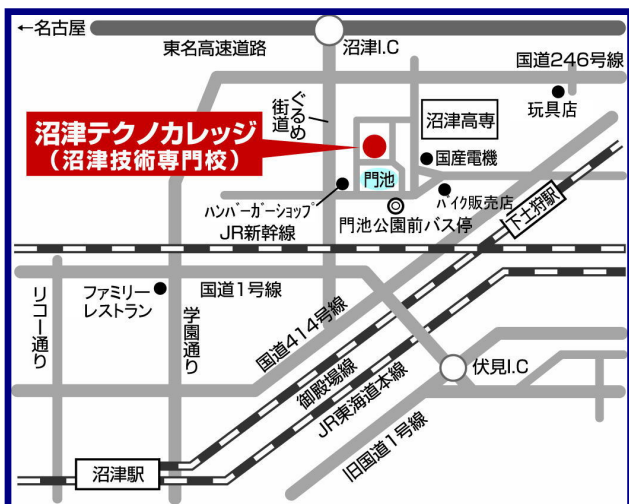 ←名古屋
東名高速道路
沼津I.C
国道246号線
ぐるめ
街道
沼津高専
玩具店
沼津テクノカレッジ
(沼津技術専門校)
国産電機
門池
ハンバーガーショップ
バイク販売店
下土狩駅
門池公園前バス停
JR新幹線
国道1号線
ファミリー
レストラン
リコー通り
学園通り
国道414号線
御殿場線
JR東海道本線
伏見I.C
旧国道1号線
沼津駅